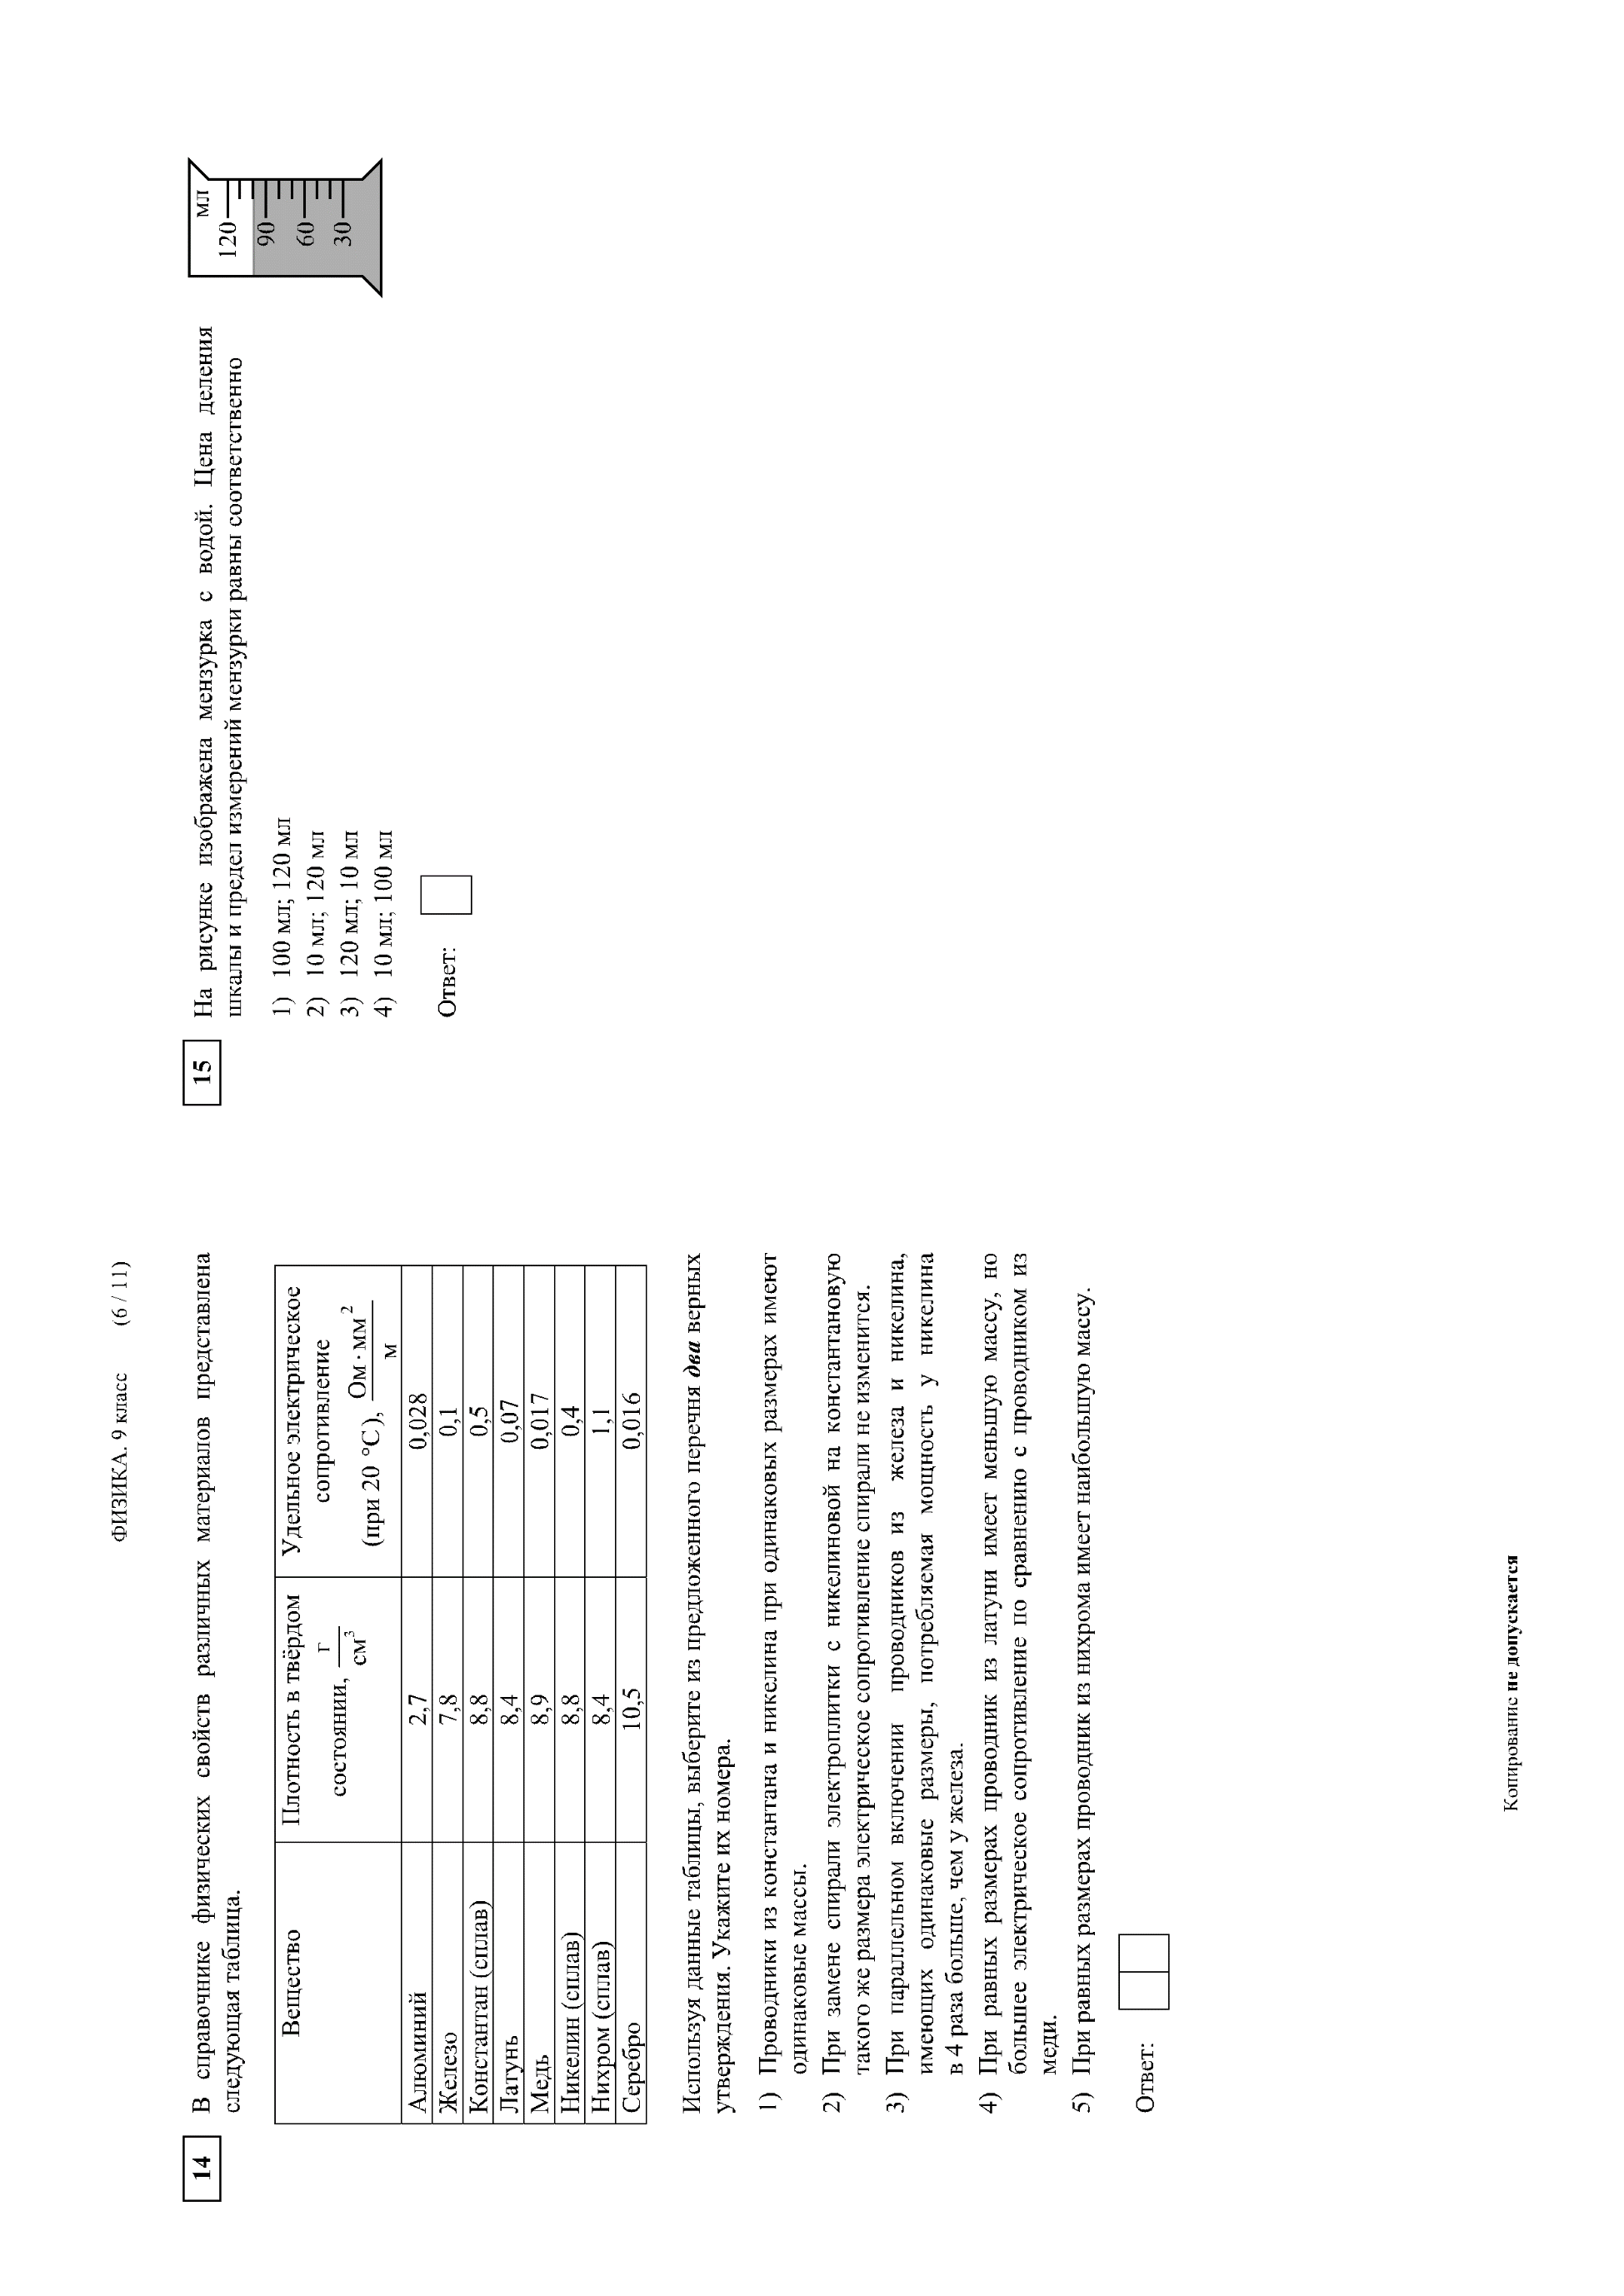 ФИЗИКА. 9 класс (6 / 11)
14
В справочнике физических свойств различных материалов представлена
следующая таблица.
Вещество
Плотность в твёрдом
состоянии, г/см³
Удельное электрическое
сопротивление
(при 20 °С), Ом · мм²/м
Алюминий 2,7 0,028
Железо 7,8 0,1
Константан (сплав) 8,8 0,5
Латунь 8,4 0,07
Медь 8,9 0,017
Никелин (сплав) 8,8 0,4
Нихром (сплав) 8,4 1,1
Серебро 10,5 0,016
Используя данные таблицы, выберите из предложенного перечня два верных
утверждения. Укажите их номера.
1) Проводники из константана и никелина при одинаковых размерах имеют
одинаковые массы.
2) При замене спирали электроплитки с никелиновой на константановую
такого же размера электрическое сопротивление спирали не изменится.
3) При параллельном включении проводников из железа и никелина,
имеющих одинаковые размеры, потребляемая мощность у никелина
в 4 раза больше, чем у железа.
4) При равных размерах проводник из латуни имеет меньшую массу, но
большее электрическое сопротивление по сравнению с проводником из
меди.
5) При равных размерах проводник из нихрома имеет наибольшую массу.
Ответ:
15
На рисунке изображена мензурка с водой. Цена деления
шкалы и предел измерений мензурки равны соответственно
мл
120
90
60
30
1) 100 мл; 120 мл
2) 10 мл; 120 мл
3) 120 мл; 10 мл
4) 10 мл; 100 мл
Ответ:
Копирование не допускается